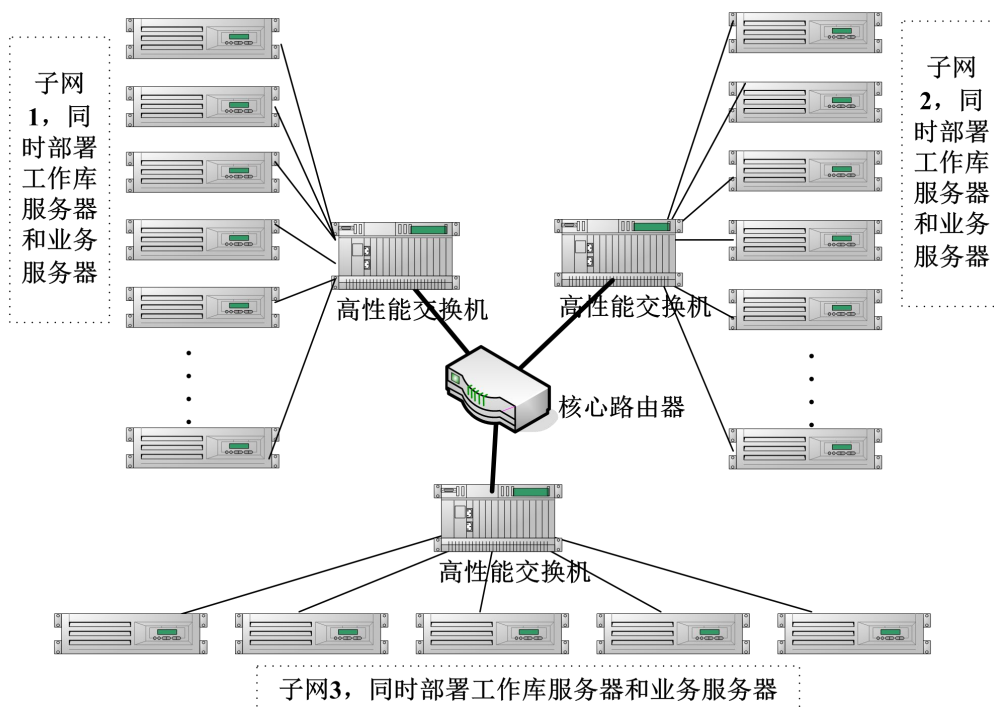 子网
1，同
时部署
工作库
服务器
和业务
服务器
子网
2，同
时部署
工作库
服务器
和业务
服务器
高性能交换机
高性能交换机
核心路由器
高性能交换机
子网3，同时部署工作库服务器和业务服务器